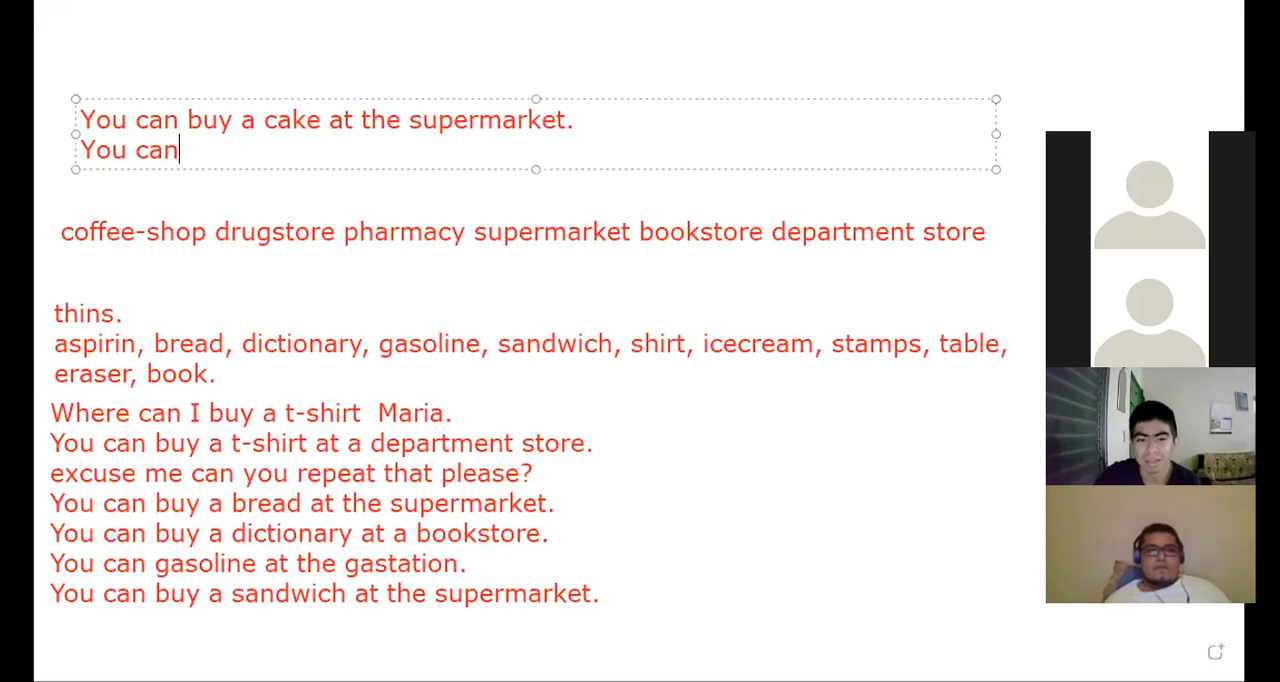 You can buy a cake at the supermarket.
You can
coffee-shop drugstore pharmacy supermarket bookstore department store
thins.
aspirin, bread, dictionary, gasoline, sandwich, shirt, icecream, stamps, table,
eraser, book.
Where can I buy a t-shirt  Maria.
You can buy a t-shirt at a department store.
excuse me can you repeat that please?
You can buy a bread at the supermarket.
You can buy a dictionary at a bookstore.
You can gasoline at the gastation.
You can buy a sandwich at the supermarket.